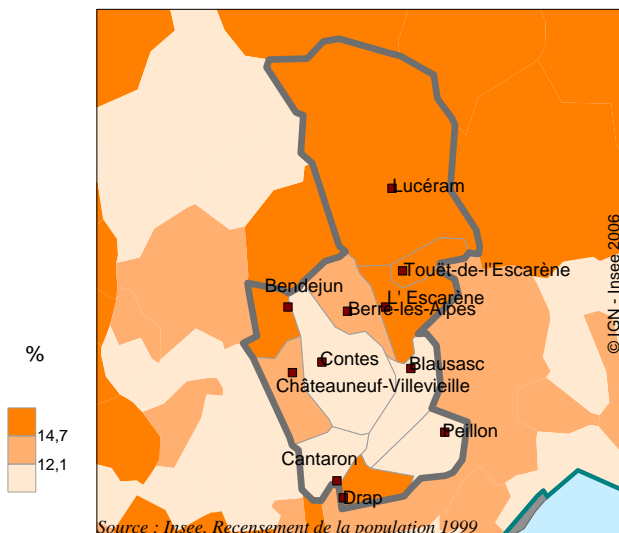 Lucéram
Touët-de-l'Escarène
Bendejun
L' Escarène
Berre-les-Alpes
Contes
Blausasc
Châteauneuf-Villevieille
Peillon
Cantaron
Drap
%
14,7
12,1
© IGN - Insee 2006
Source : Insee, Recensement de la population 1999